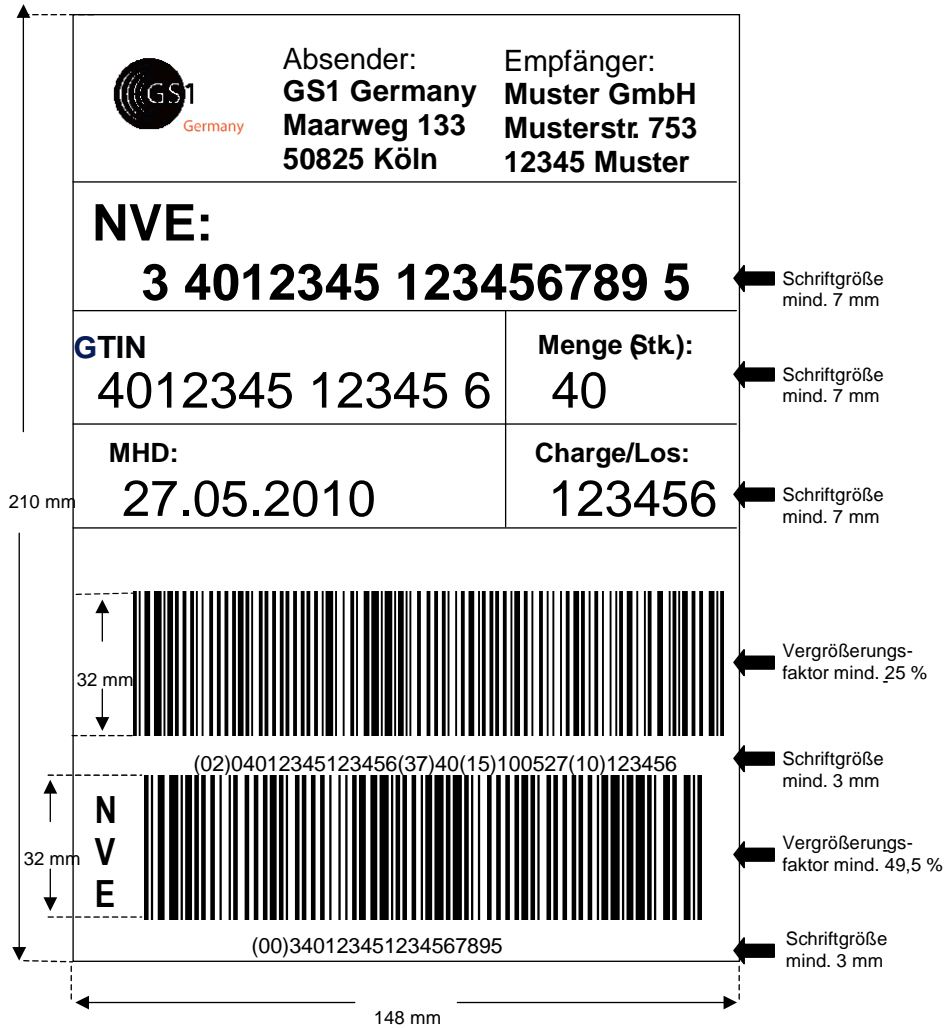 GS1
Germany
Absender:
GS1 Germany
Maarweg 133
50825 Köln
Empfänger:
Muster GmbH
Musterstr. 753
12345 Muster
NVE:
3 4012345 123456789 5
Schriftgröße
mind. 7 mm
GTIN
4012345 12345 6
Menge (Stk.):
40
Schriftgröße
mind. 7 mm
MHD:
27.05.2010
Charge/Los:
123456
Schriftgröße
mind. 7 mm
210 mm
32 mm
Vergrößerungs-
faktor mind. 25 %
(02)04012345123456(37)40(15)100527(10)123456
Schriftgröße
mind. 3 mm
N
V
E
32 mm
Vergrößerungs-
faktor mind. 49,5 %
(00)340123451234567895
Schriftgröße
mind. 3 mm
148 mm